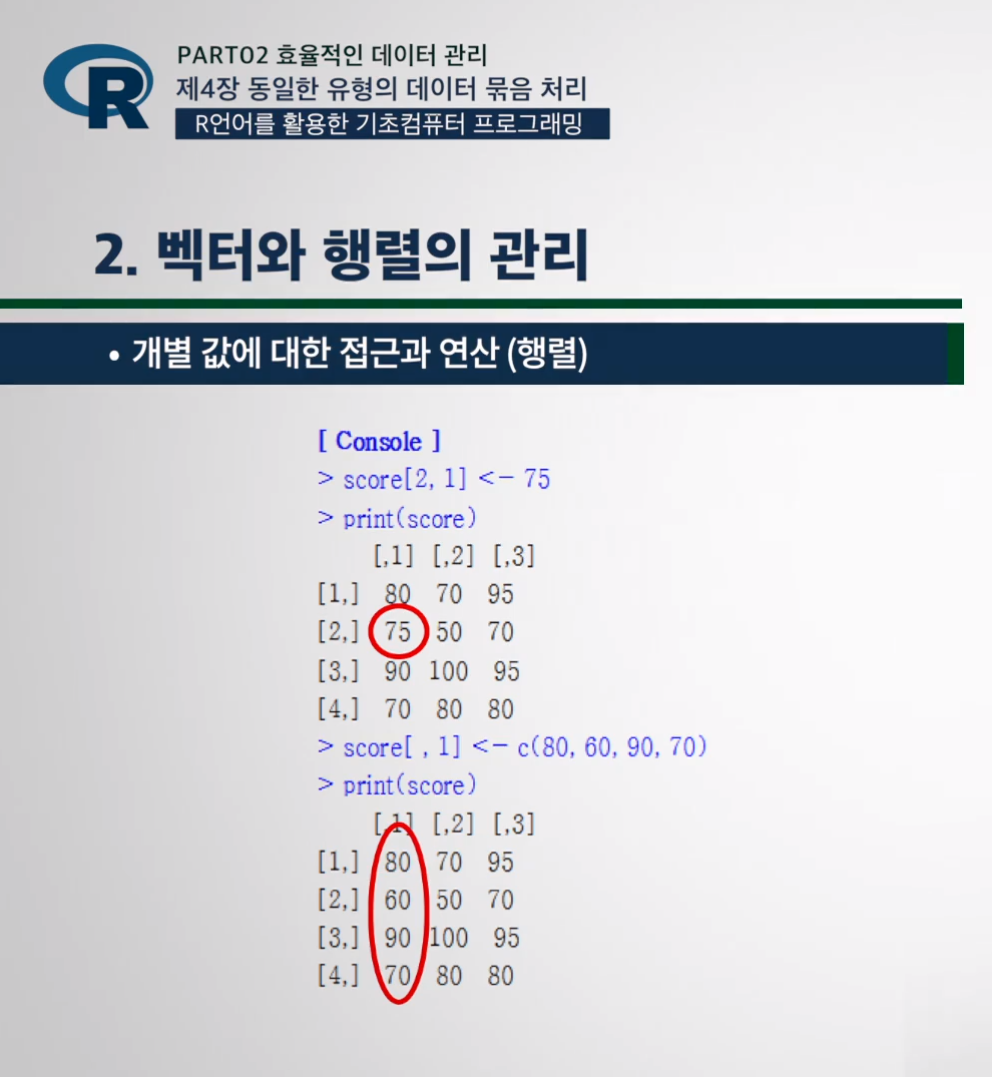 R
PART02 효율적인 데이터 관리
제4장 동일한 유형의 데이터 묶음 처리
R언어를 활용한 기초컴퓨터 프로그래밍
2. 벡터와 행렬의 관리
• 개별 값에 대한 접근과 연산 (행렬)
[ Console ]
> score[2, 1] <- 75
> print(score)
[,1] [,2] [,3]
[1,] 80 70 95
[2,] 75 50 70
[3,] 90 100 95
[4,] 70 80 80
> score[ , 1] <- c(80, 60, 90, 70)
> print(score)
[,1] [,2] [,3]
[1,] 80 70 95
[2,] 60 50 70
[3,] 90 100 95
[4,] 70 80 80